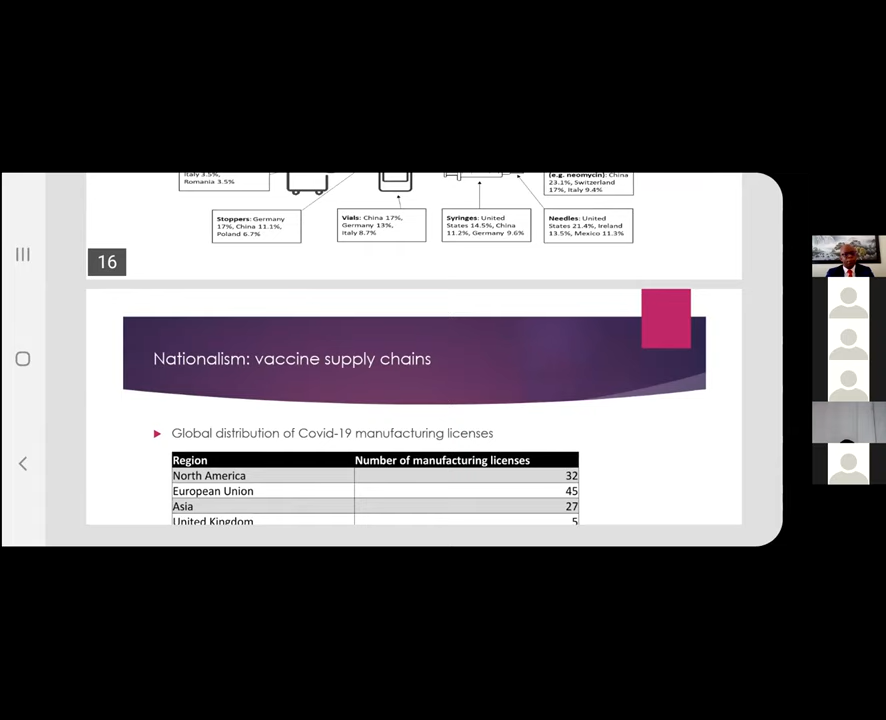 Italy 3.5%,
Romania 3.5%
(e.g. neomycin): China
23.1%, Switzerland
17%, Italy 9.4%
Stoppers: Germany
17%, China 11.1%,
Poland 6.7%
Vials: China 17%,
Germany 13%,
Italy 8.7%
Syringes: United
States 14.5%, China
11.2%, Germany 9.6%
Needles: United
States 21.4%, Ireland
13.5%, Mexico 11.3%
16
Nationalism: vaccine supply chains
Global distribution of Covid-19 manufacturing licenses
Region Number of manufacturing licenses
North America 32
European Union 45
Asia 27
United Kingdom 5